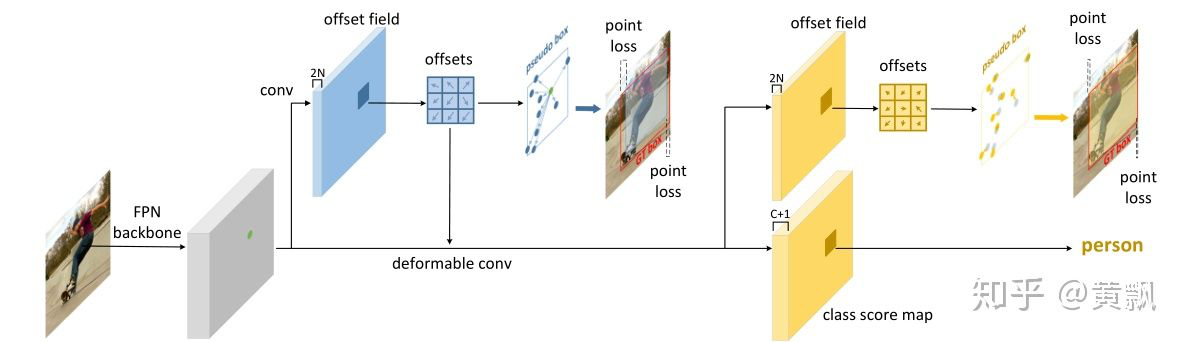 offset field
2N
conv
offsets
pseudo box
point
loss
GT box
point
loss
FPN
backbone
deformable conv
offset field
2N
offsets
pseudo box
point
loss
GT box
point
loss
C+1
class score map
person
知乎 @黄飘